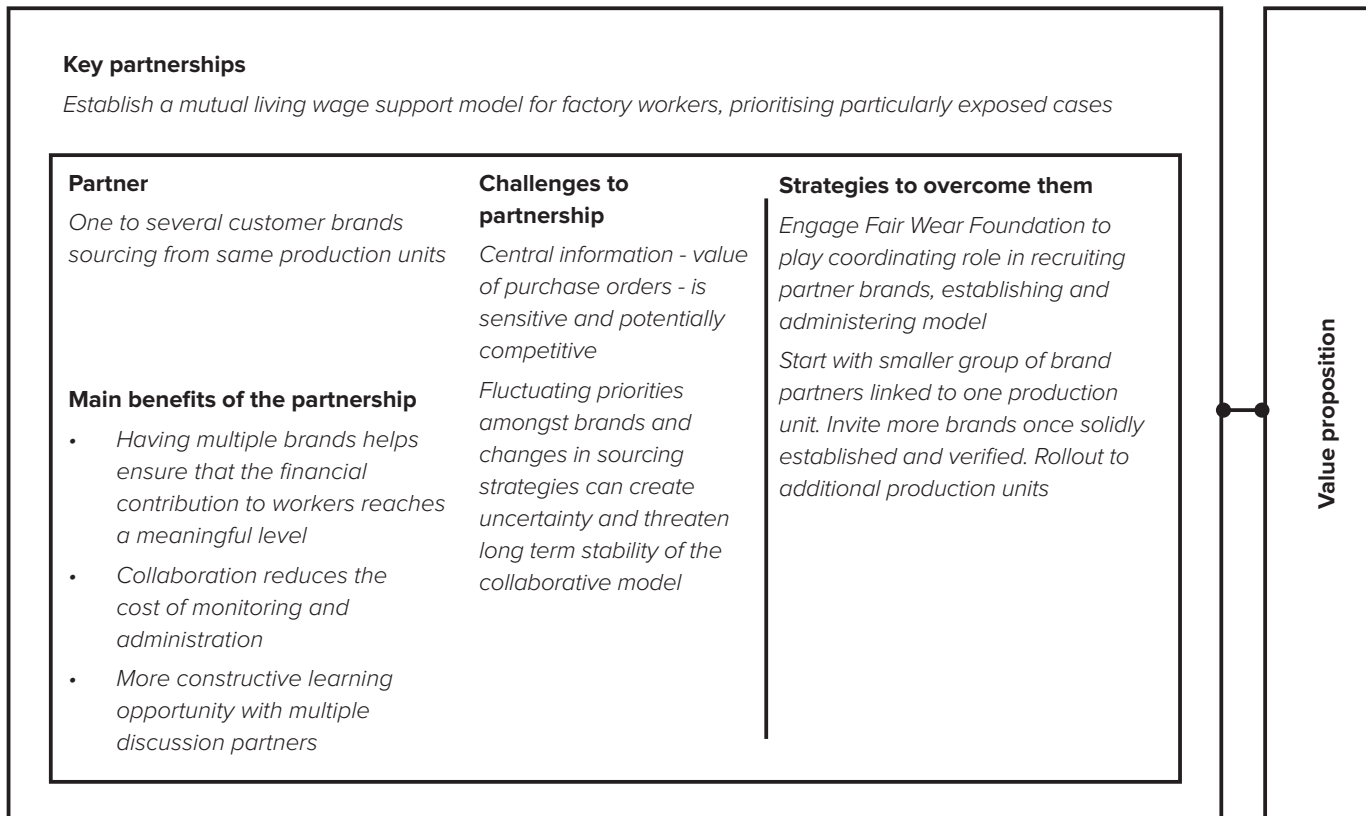 Key partnerships
Establish a mutual living wage support model for factory workers, prioritising particularly exposed cases
Partner
One to several customer brands
sourcing from same production units
Main benefits of the partnership
• Having multiple brands helps
ensure that the financial
contribution to workers reaches
a meaningful level
• Collaboration reduces the
cost of monitoring and
administration
• More constructive learning
opportunity with multiple
discussion partners
Challenges to
partnership
Central information - value
of purchase orders - is
sensitive and potentially
competitive
Fluctuating priorities
amongst brands and
changes in sourcing
strategies can create
uncertainty and threaten
long term stability of the
collaborative model
Strategies to overcome them
Engage Fair Wear Foundation to
play coordinating role in recruiting
partner brands, establishing and
administering model
Start with smaller group of brand
partners linked to one production
unit. Invite more brands once solidly
established and verified. Rollout to
additional production units
Value proposition